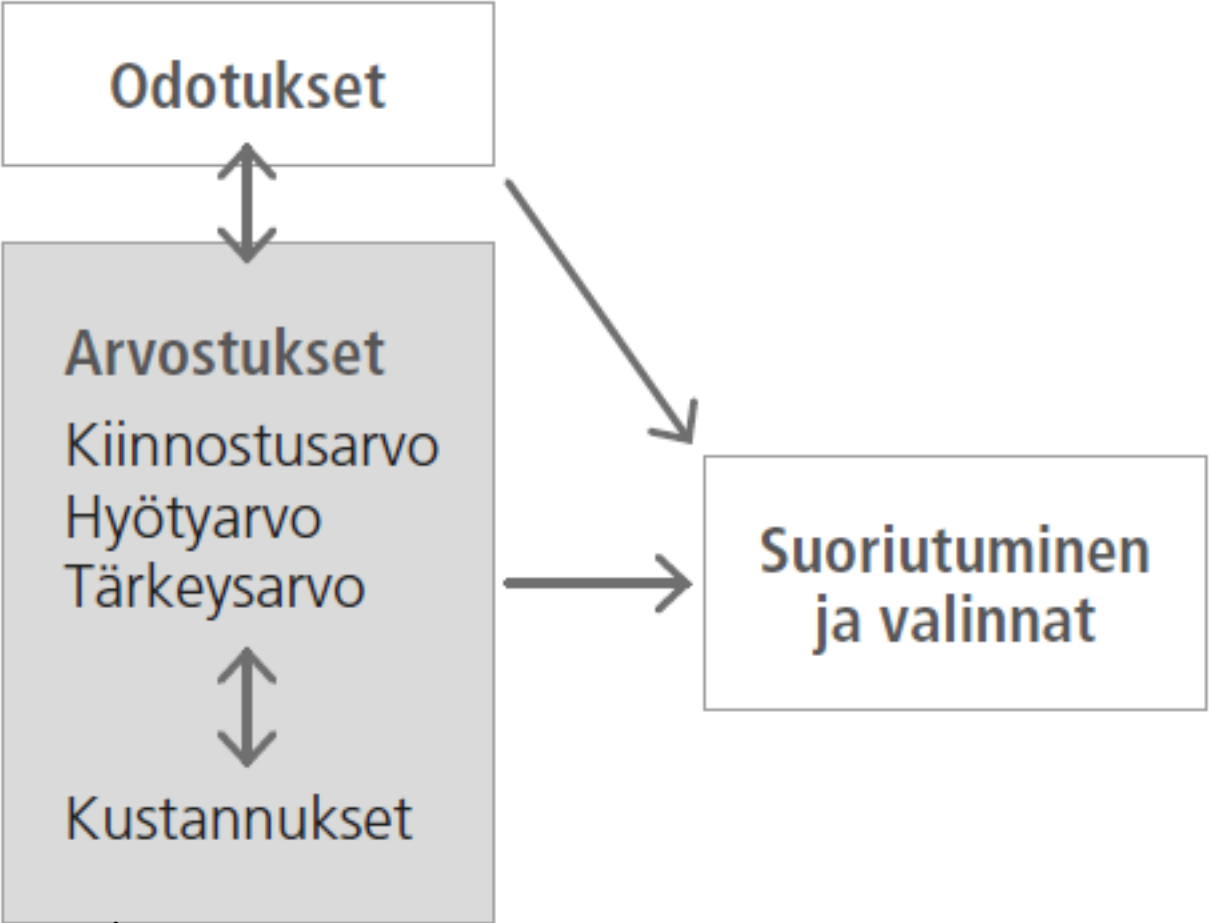 Odotukset
Arvostukset
Kiinnostusarvo
Hyötyarvo
Tärkeysarvo
Kustannukset
Suoriutuminen
ja valinnat